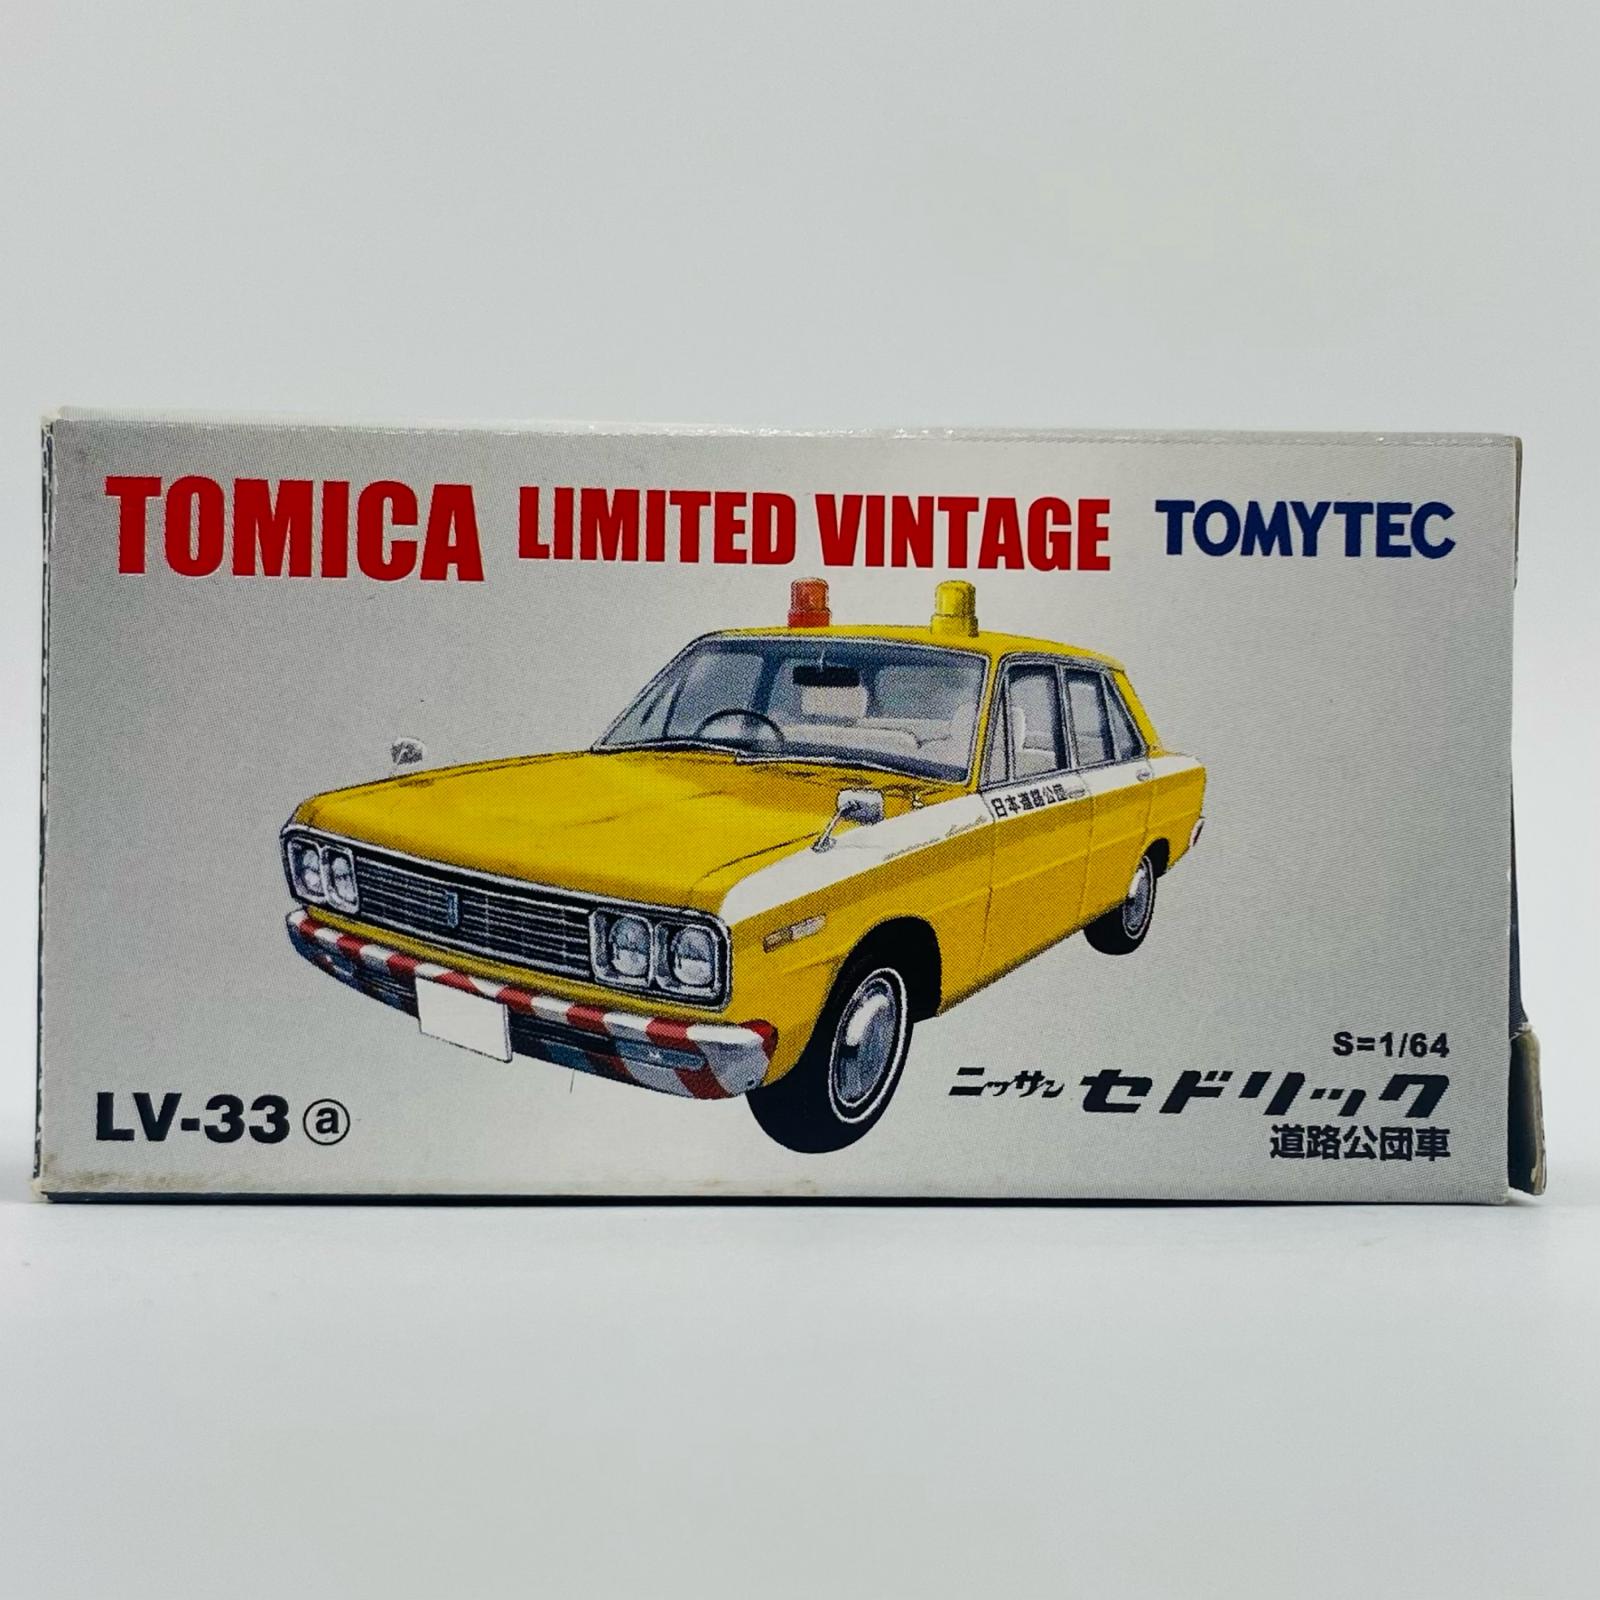 TOMICA LIMITED VINTAGE TOMYTEC
日本道路公団
S=1/64
ニッサン セドリック
道路公団車
LV-33 ⓐ